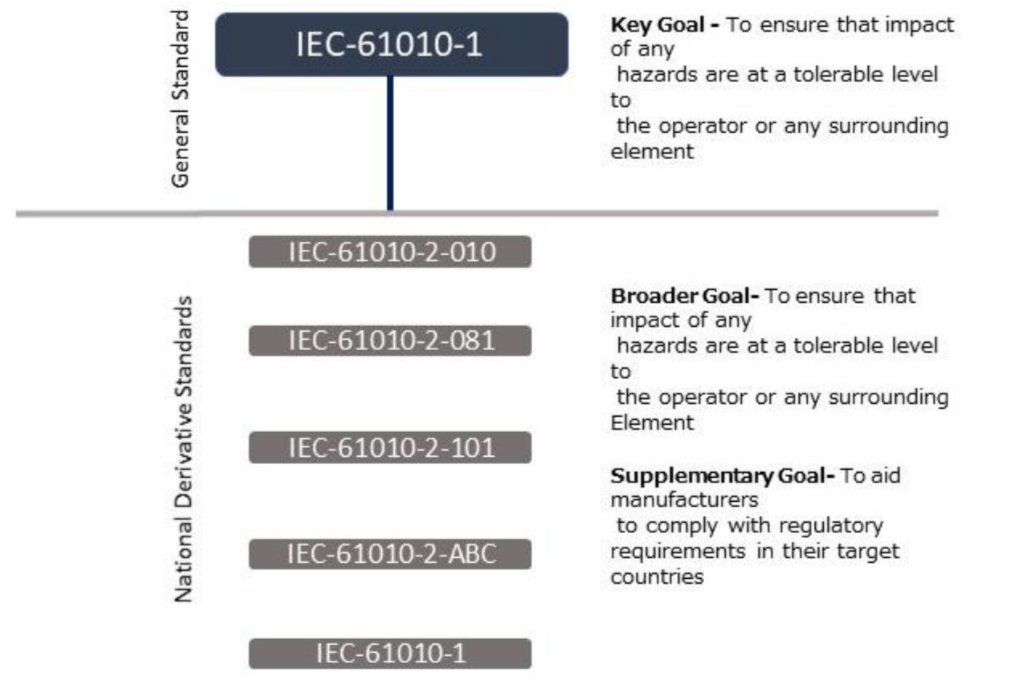 General Standard
IEC-61010-1
Key Goal - To ensure that impact
of any
hazards are at a tolerable level
to
the operator or any surrounding
element
National Derivative Standards
IEC-61010-2-010
IEC-61010-2-081
IEC-61010-2-101
IEC-61010-2-ABC
IEC-61010-1
Broader Goal- To ensure that
impact of any
hazards are at a tolerable level
to
the operator or any surrounding
Element
Supplementary Goal- To aid
manufacturers
to comply with regulatory
requirements in their target
countries